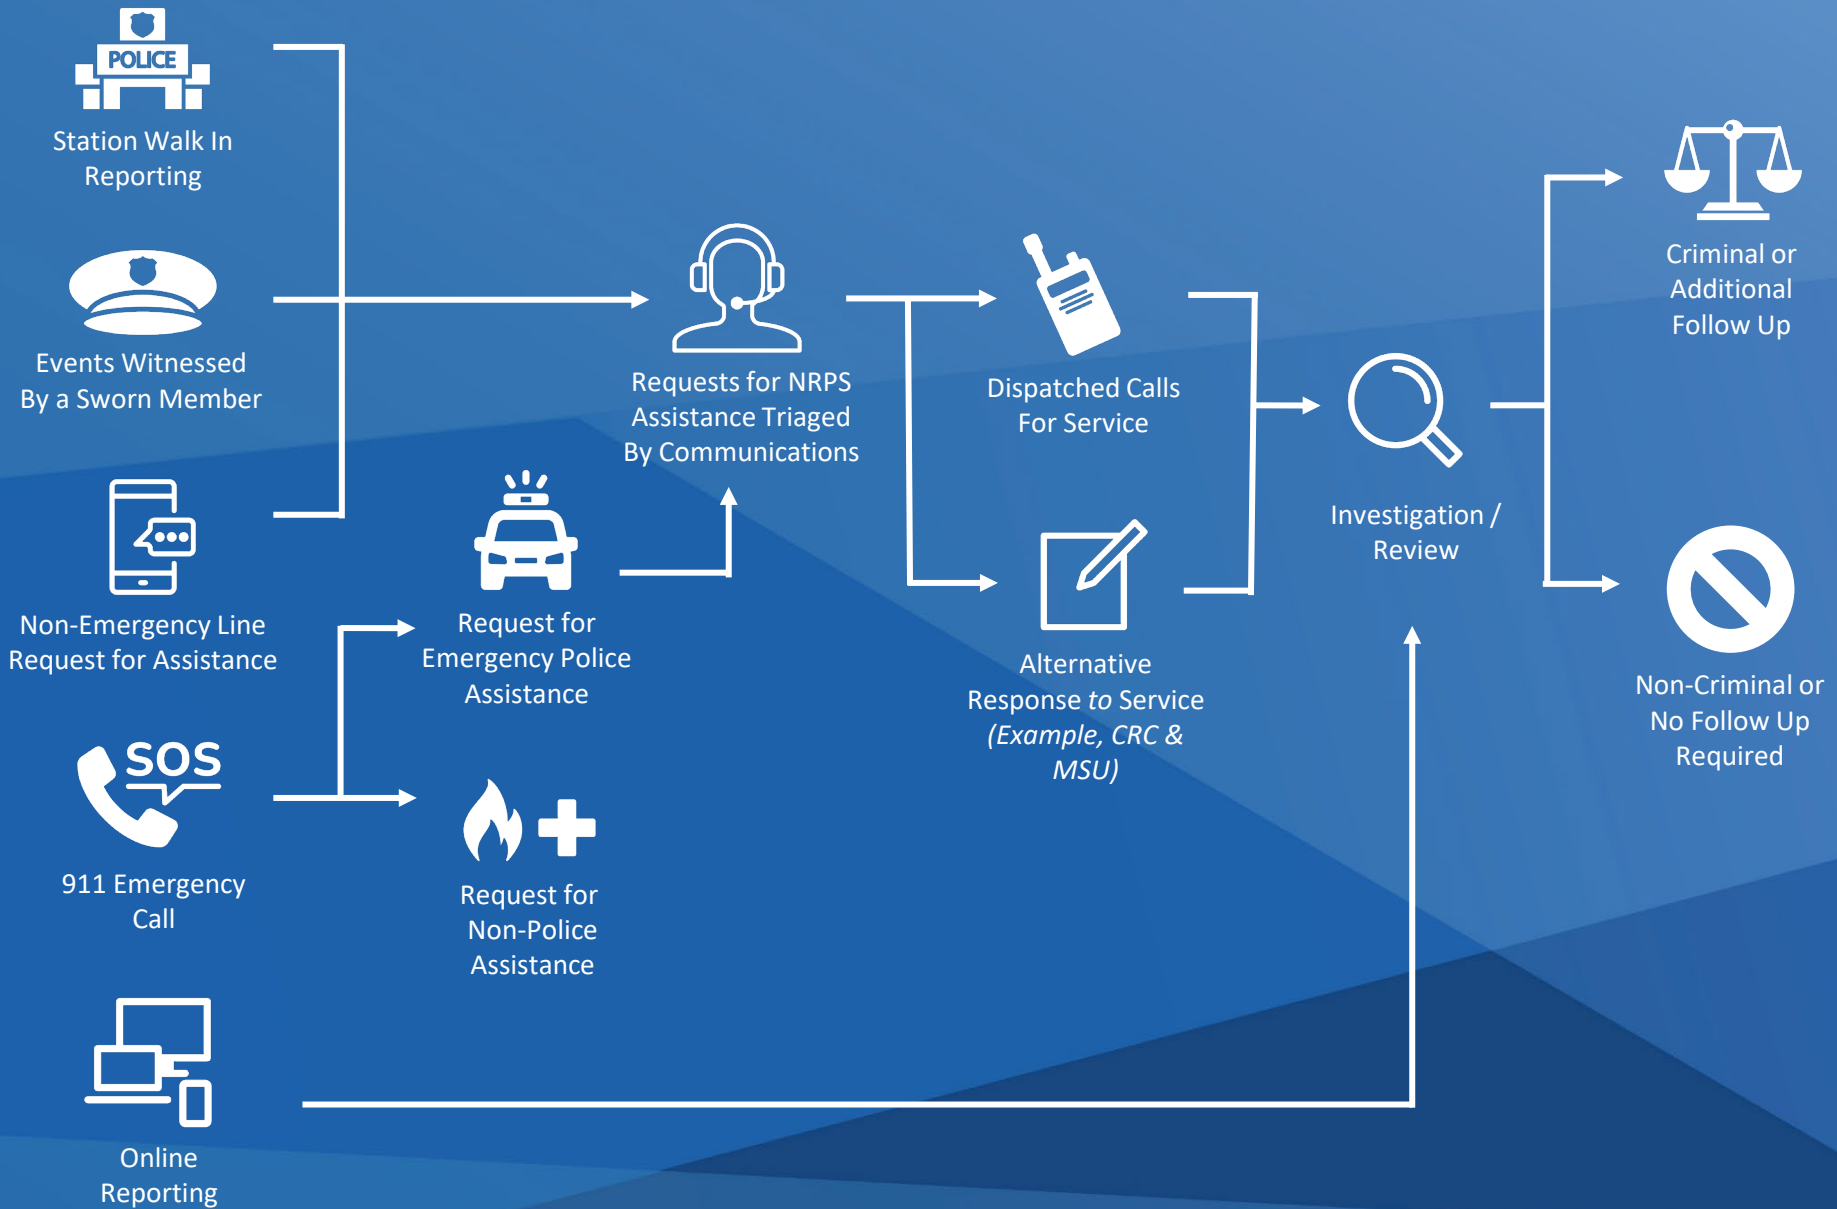 POLICE
Station Walk In
Reporting
Events Witnessed
By a Sworn Member
Non-Emergency Line
Request for Assistance
SOS
911 Emergency
Call
Online
Reporting
Request for
Emergency Police
Assistance
Request for
Non-Police
Assistance
Requests for NRPS
Assistance Triaged
By Communications
Dispatched Calls
For Service
Alternative
Response to Service
(Example, CRC &
MSU)
Investigation /
Review
Criminal or
Additional
Follow Up
Non-Criminal or
No Follow Up
Required